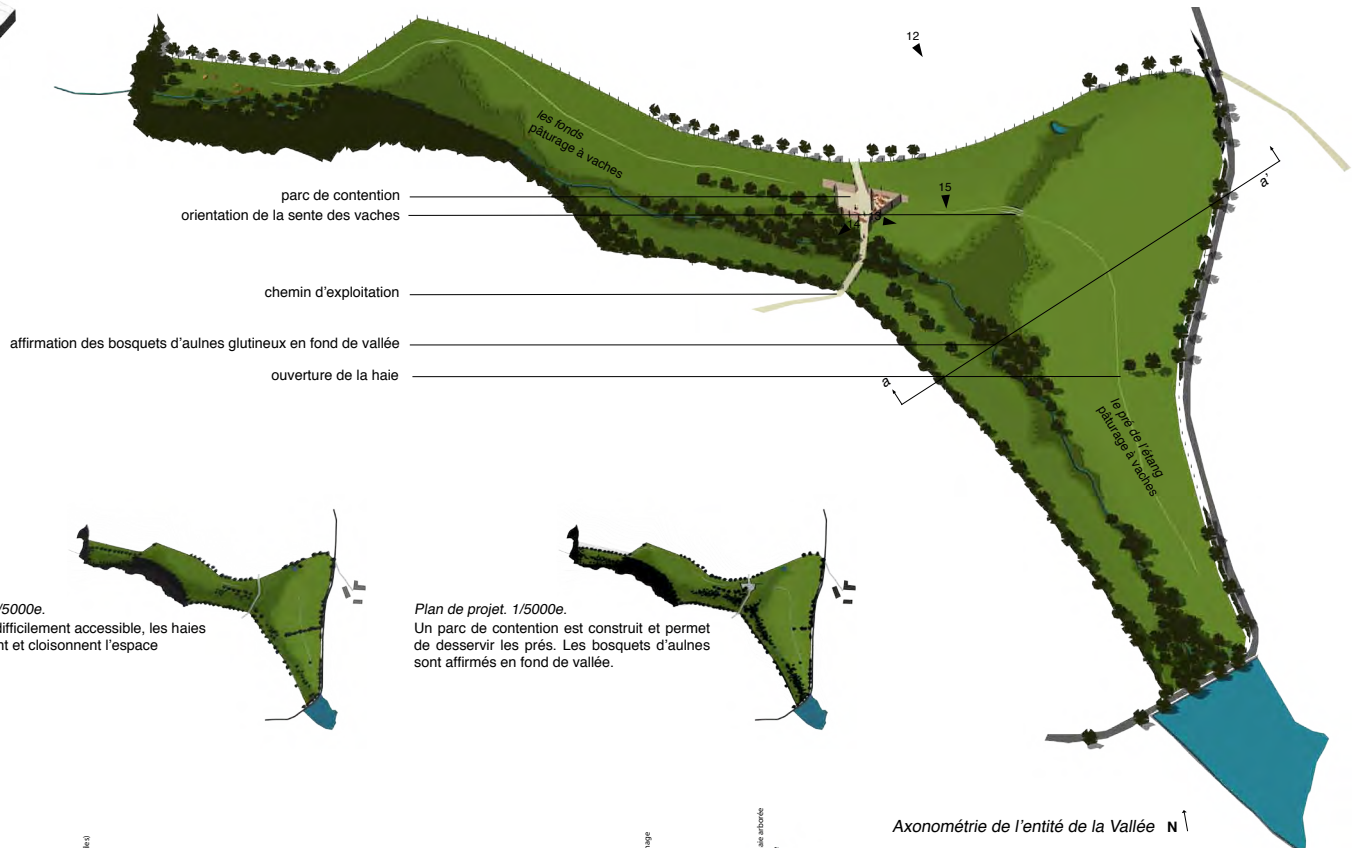 12
les fonds
pâturage à vaches
parc de contention
15
a'
orientation de la sente des vaches
chemin d'exploitation
affirmation des bosquets d'aulnes glutineux en fond de vallée
a
ouverture de la haie
le pré de l'étang
pâturage à vaches
/5000e.
difficilement accessible, les haies
nt et cloisonnent l'espace
Plan de projet. 1/5000e.
Un parc de contention est construit et permet
de desservir les prés. Les bosquets d'aulnes
sont affirmés en fond de vallée.
Axonométrie de l'entité de la Vallée N
les)
nage
aie arborée